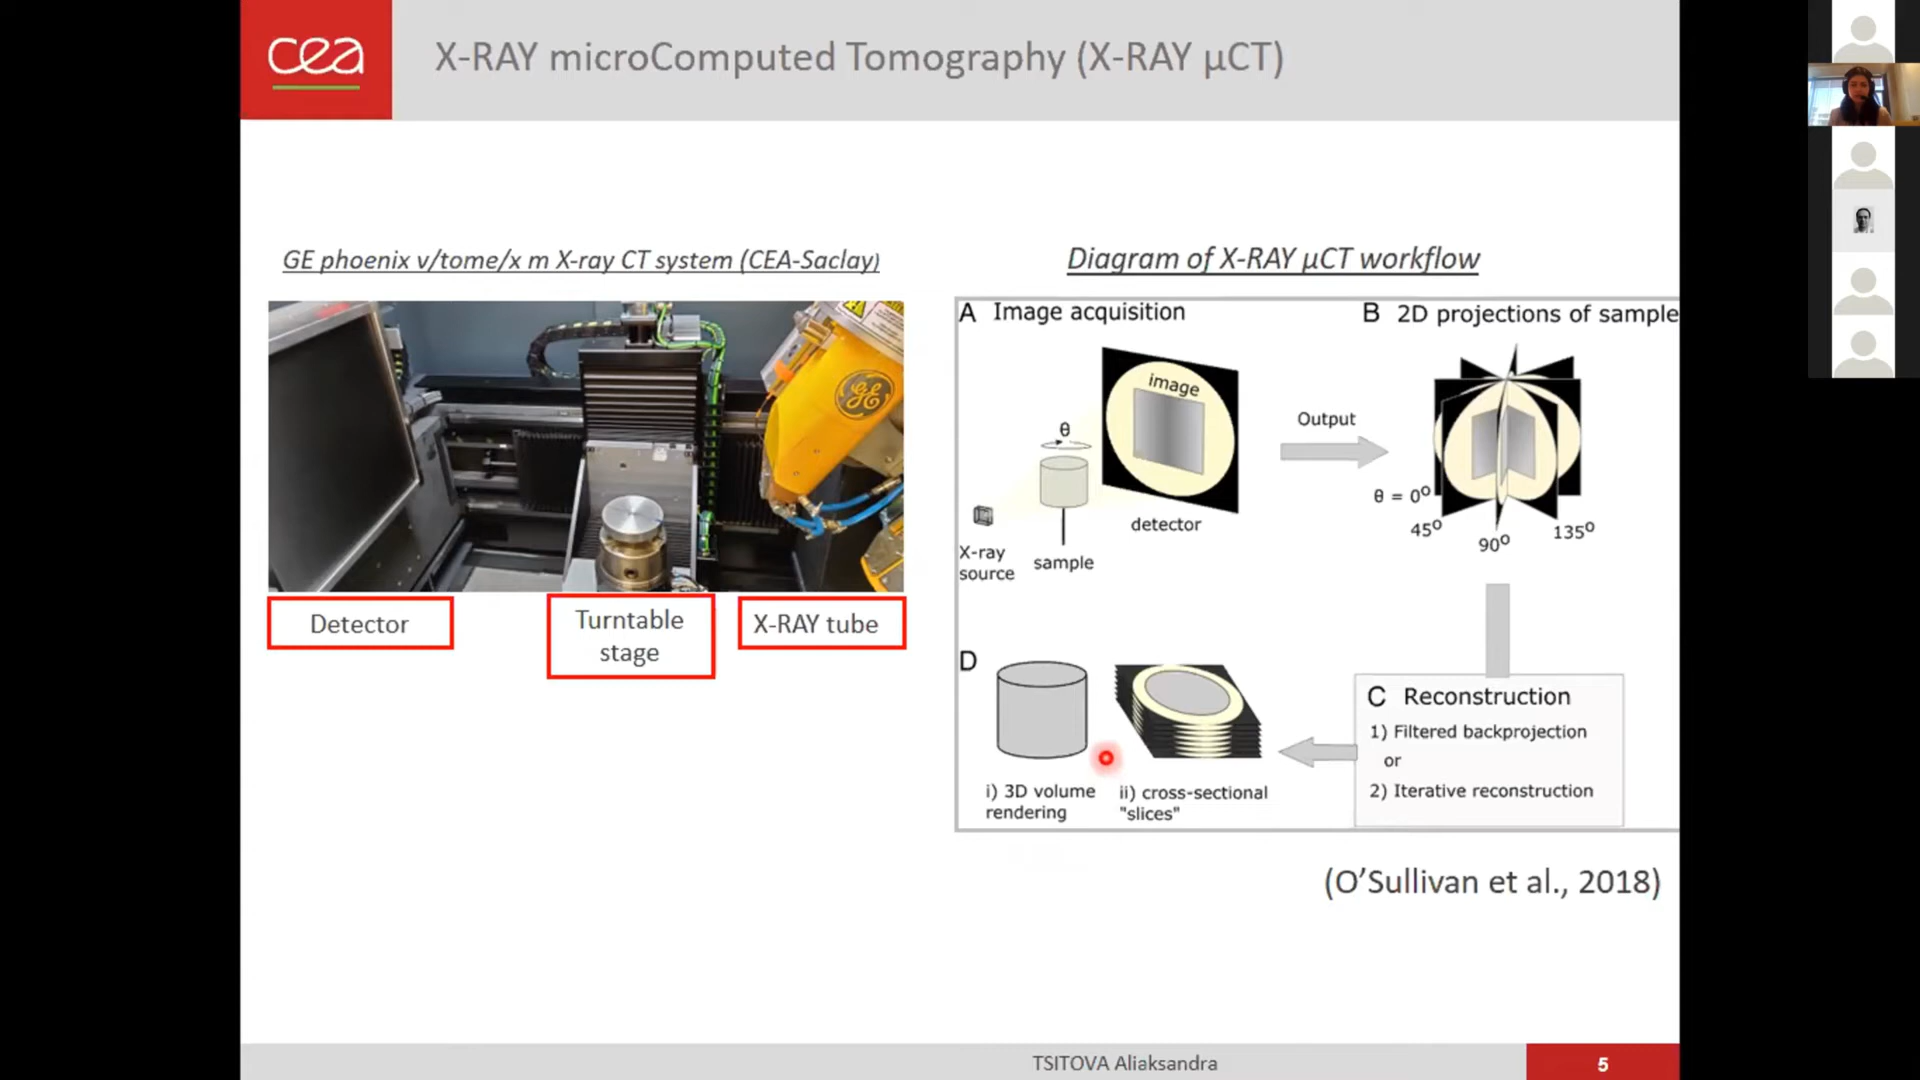 cea
X-RAY microComputed Tomography (X-RAY µCT)
GE phoenix v/tome/x m X-ray CT system (CEA-Saclay)
GE
Detector
Turntable
stage
X-RAY tube
Diagram of X-RAY µCT workflow
A Image acquisition
image
θ
X-ray
source
sample
detector
Output
B 2D projections of sample
θ = 0º
45º
90º
135º
C Reconstruction
1) Filtered backprojection
or
2) Iterative reconstruction
D
i) 3D volume
rendering
ii) cross-sectional
"slices"
(O’Sullivan et al., 2018)
TSITOVA Aliaksandra
5